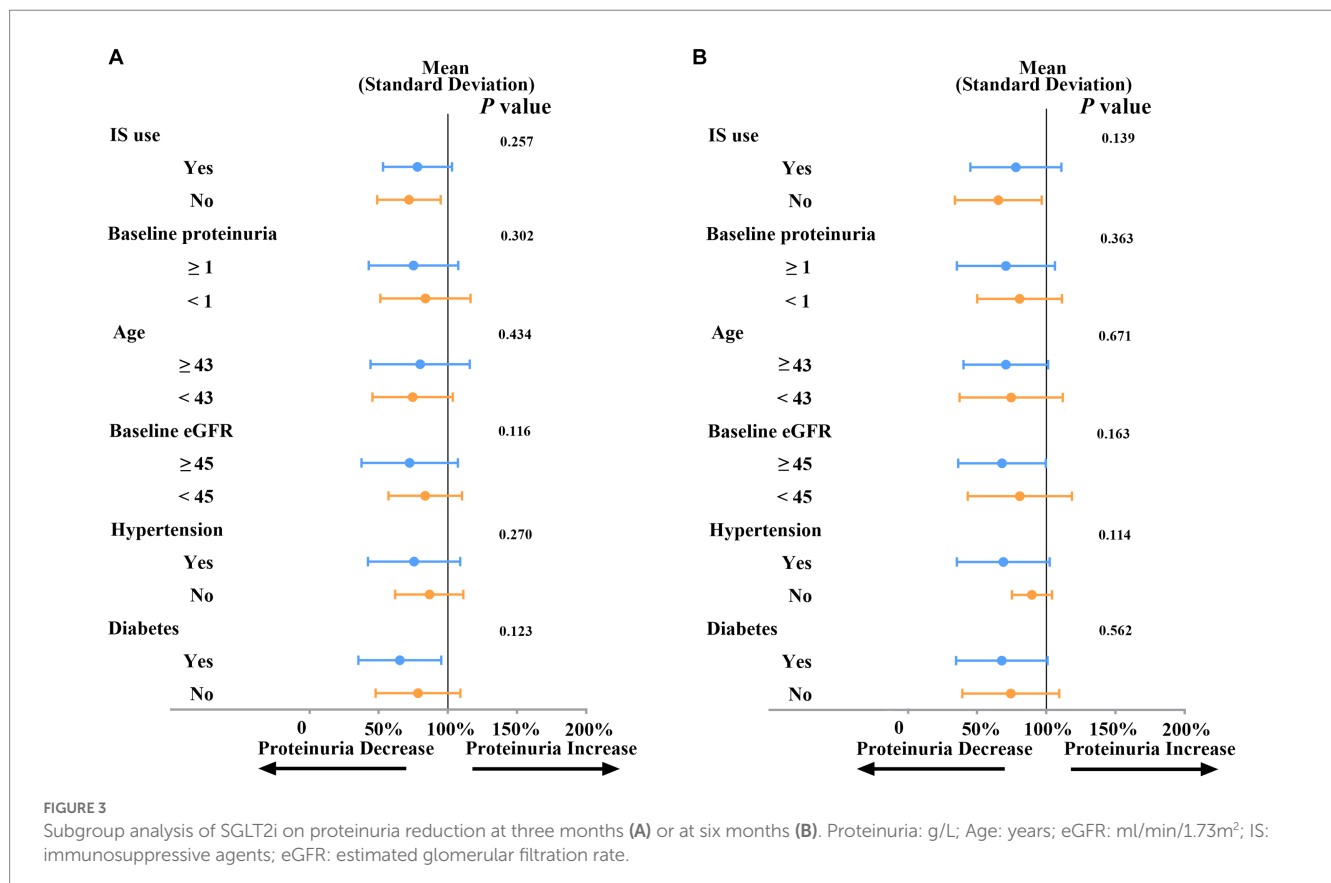 A
Mean
(Standard Deviation)
P value
IS use
0.257
Yes
No
Baseline proteinuria
0.302
≥ 1
< 1
Age
0.434
≥ 43
< 43
Baseline eGFR
0.116
≥ 45
< 45
Hypertension
0.270
Yes
No
Diabetes
0.123
Yes
No
0 50% 100% 150% 200%
Proteinuria Decrease Proteinuria Increase
B
Mean
(Standard Deviation)
P value
IS use
0.139
Yes
No
Baseline proteinuria
0.363
≥ 1
< 1
Age
0.671
≥ 43
< 43
Baseline eGFR
0.163
≥ 45
< 45
Hypertension
0.114
Yes
No
Diabetes
0.562
Yes
No
0 50% 100% 150% 200%
Proteinuria Decrease Proteinuria Increase
FIGURE 3
Subgroup analysis of SGLT2i on proteinuria reduction at three months (A) or at six months (B). Proteinuria: g/L; Age: years; eGFR: ml/min/1.73m²; IS:
immunosuppressive agents; eGFR: estimated glomerular filtration rate.